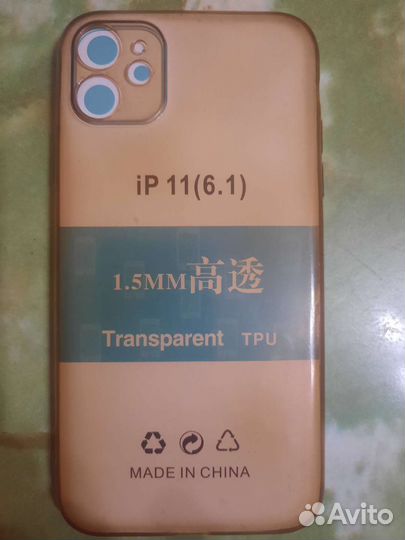 iP 11(6.1)
1.5MM高透
Transparent TPU
MADE IN CHINA
Avito